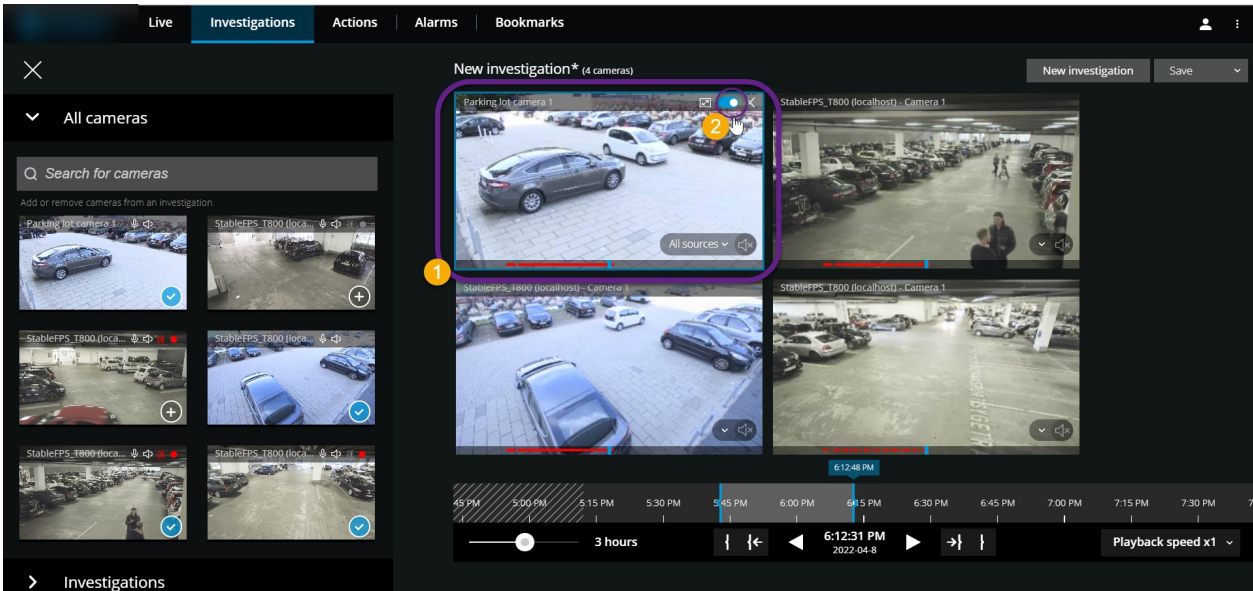 Live Investigations Actions Alarms Bookmarks
New investigation* (4 cameras)
New investigation Save
All cameras
Search for cameras
Add or remove cameras from an investigation.
Parking lot camera 1
StableFPS_T800 (loca...
StableFPS_T800 (loca...
StableFPS_T800 (loca...
StableFPS_T800 (loca...
StableFPS_T800 (loca...
Investigations
Parking lot camera 1
2
All sources
1
StableFPS_T800 (localhost) - Camera 1
StableFPS_T800 (localhost) - Camera 1
StableFPS_T800 (localhost) - Camera 1
6:12:48 PM
45 PM 5:00 PM 5:15 PM 5:30 PM 5:45 PM 6:00 PM 6:15 PM 6:30 PM 6:45 PM 7:00 PM 7:15 PM 7:30 PM 7
3 hours
6:12:31 PM
2022-04-8
Playback speed x1